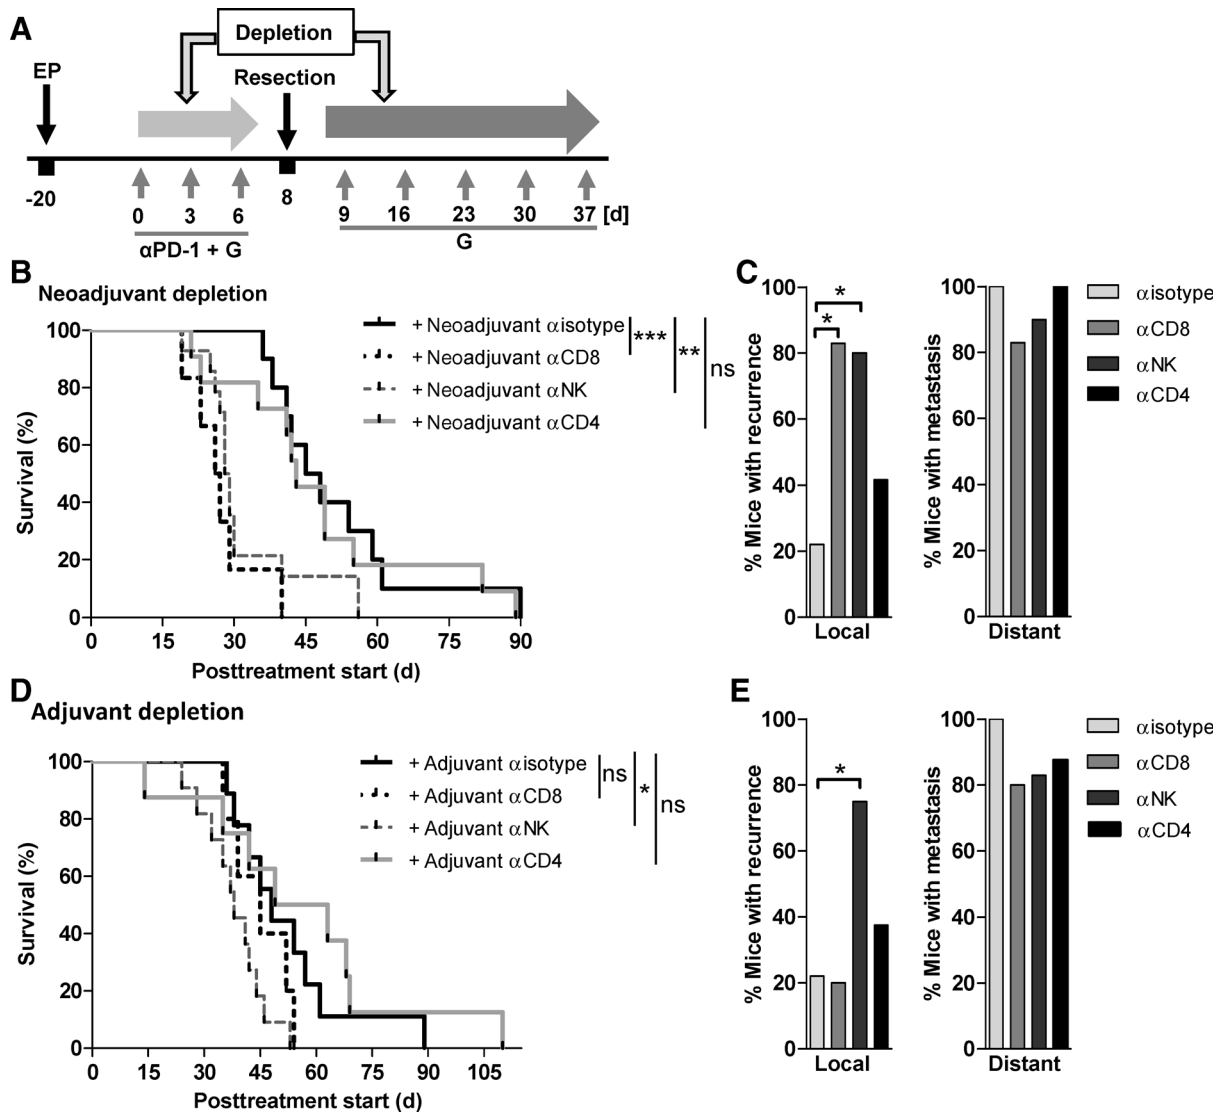 A
Depletion
EP
Resection
-20
0
3
6
8
9
16
23
30
37
[d]
αPD-1 + G
G
B
Neoadjuvant depletion
+ Neoadjuvant αisotype
+ Neoadjuvant αCD8
+ Neoadjuvant αNK
+ Neoadjuvant αCD4
***
**
ns
Survival (%)
100
80
60
40
20
0
0 15 30 45 60 75 90
Posttreatment start (d)
C
% Mice with recurrence
100
80
60
40
20
0
*
*
Local
% Mice with metastasis
100
80
60
40
20
0
Distant
αisotype
αCD8
αNK
αCD4
D
Adjuvant depletion
+ Adjuvant αisotype
+ Adjuvant αCD8
+ Adjuvant αNK
+ Adjuvant αCD4
ns
*
ns
Survival (%)
100
80
60
40
20
0
0 15 30 45 60 75 90 105
Posttreatment start (d)
E
% Mice with recurrence
100
80
60
40
20
0
*
Local
% Mice with metastasis
100
80
60
40
20
0
Distant
αisotype
αCD8
αNK
αCD4